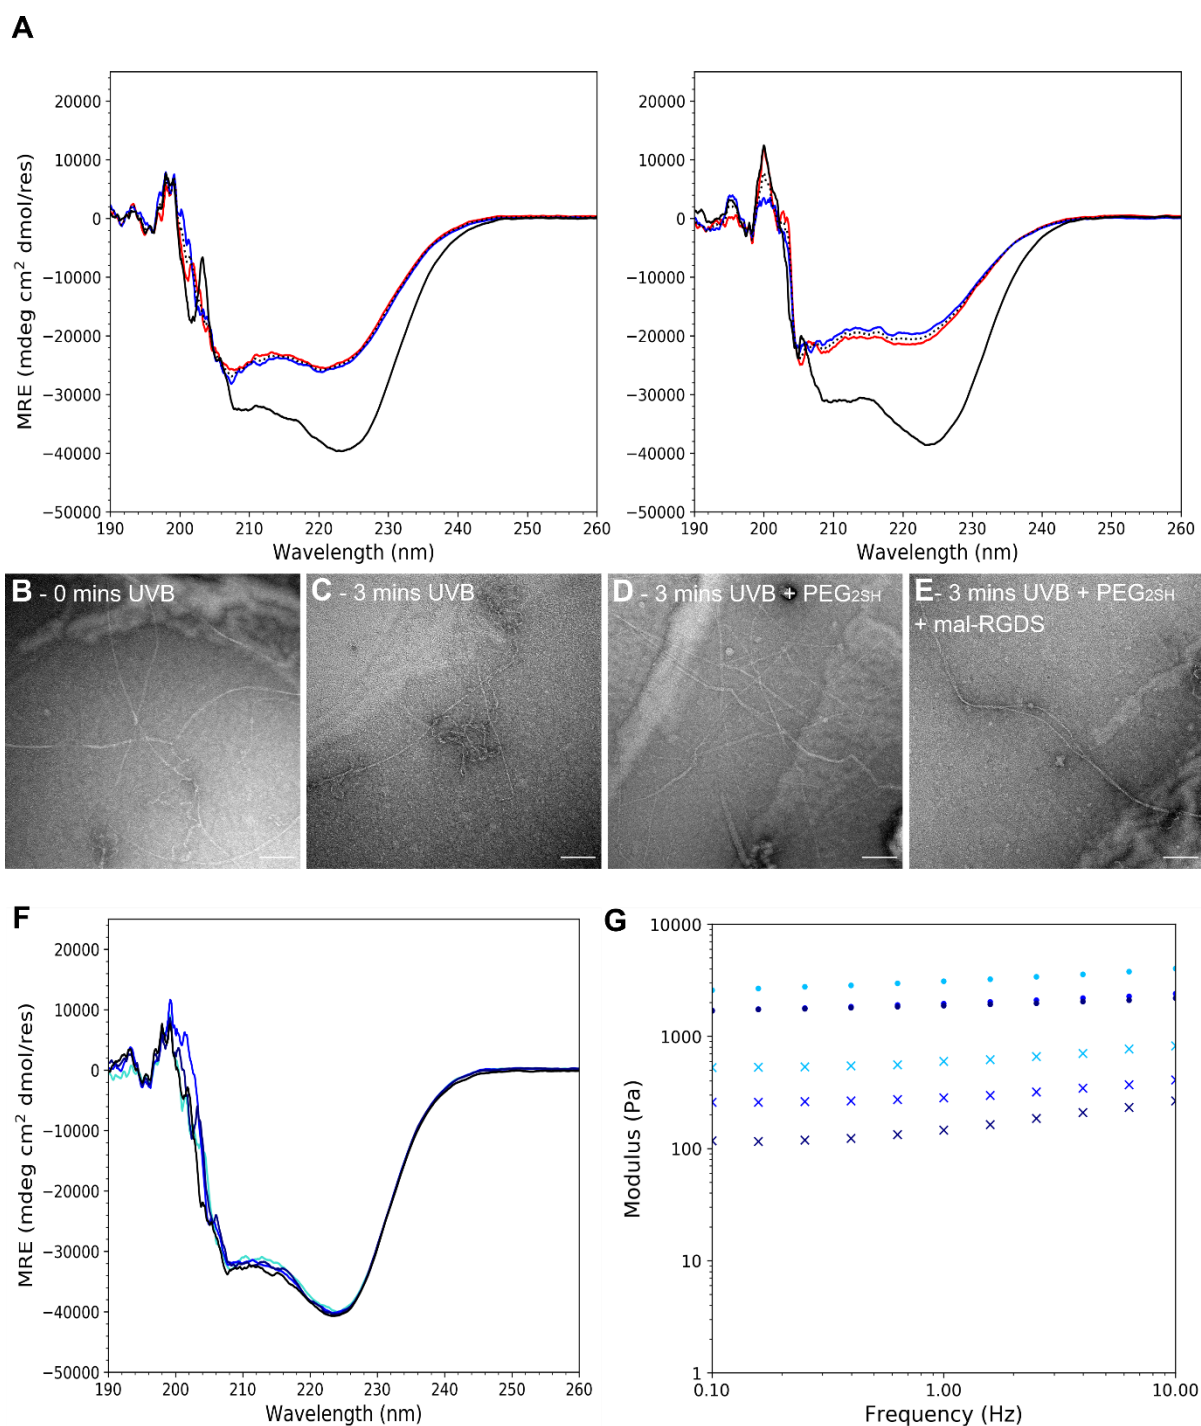 A
20000
10000
0
−10000
−20000
−30000
−40000
−50000
MRE (mdeg cm² dmol/res)
190 200 210 220 230 240 250 260
Wavelength (nm)
20000
10000
0
−10000
−20000
−30000
−40000
−50000
190 200 210 220 230 240 250 260
Wavelength (nm)
B - 0 mins UVB
C - 3 mins UVB
D - 3 mins UVB + PEG2SH
E - 3 mins UVB + PEG2SH
+ mal-RGDS
F
20000
10000
0
−10000
−20000
−30000
−40000
−50000
MRE (mdeg cm² dmol/res)
190 200 210 220 230 240 250 260
Wavelength (nm)
G
10000
1000
100
10
1
Modulus (Pa)
0.10 1.00 10.00
Frequency (Hz)